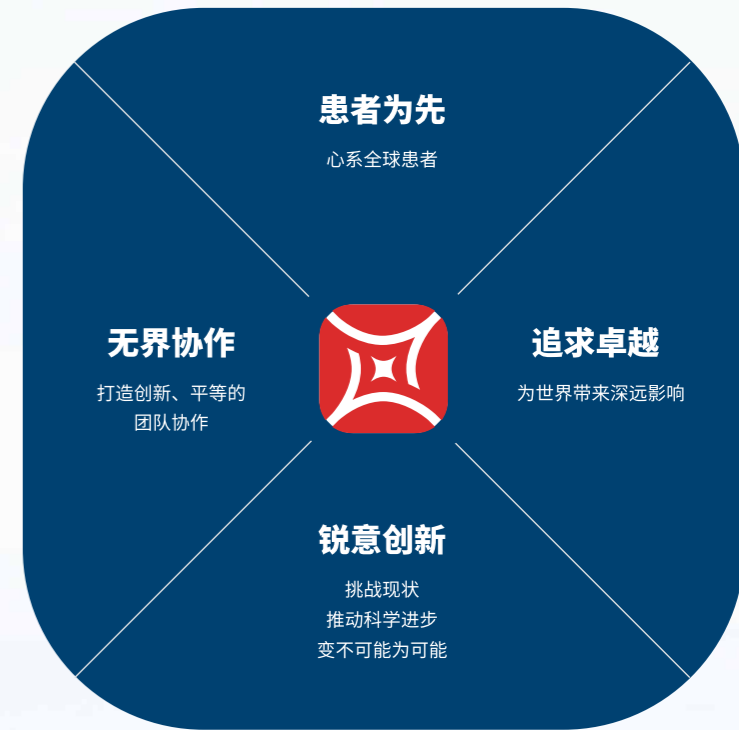 患者为先
心系全球患者
无界协作
打造创新、平等的
团队协作
追求卓越
为世界带来深远影响
锐意创新
挑战现状
推动科学进步
变不可能为可能